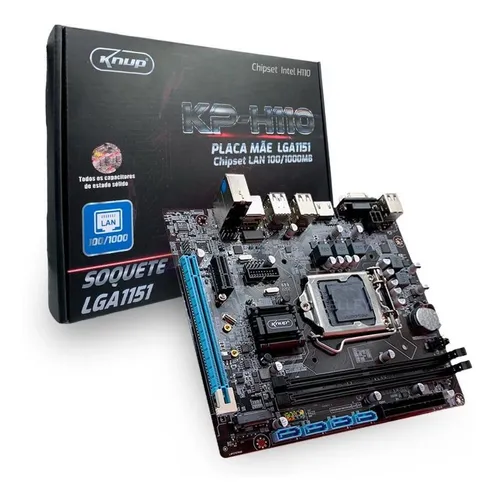 Knup
Chipset Intel H110
KP-H110
PLACA MÃE LGA1151
Chipset LAN 100/1000MB
Todos os capacitores
de estado sólido
LAN
100/1000
SOQUETE
LGA1151
Knup